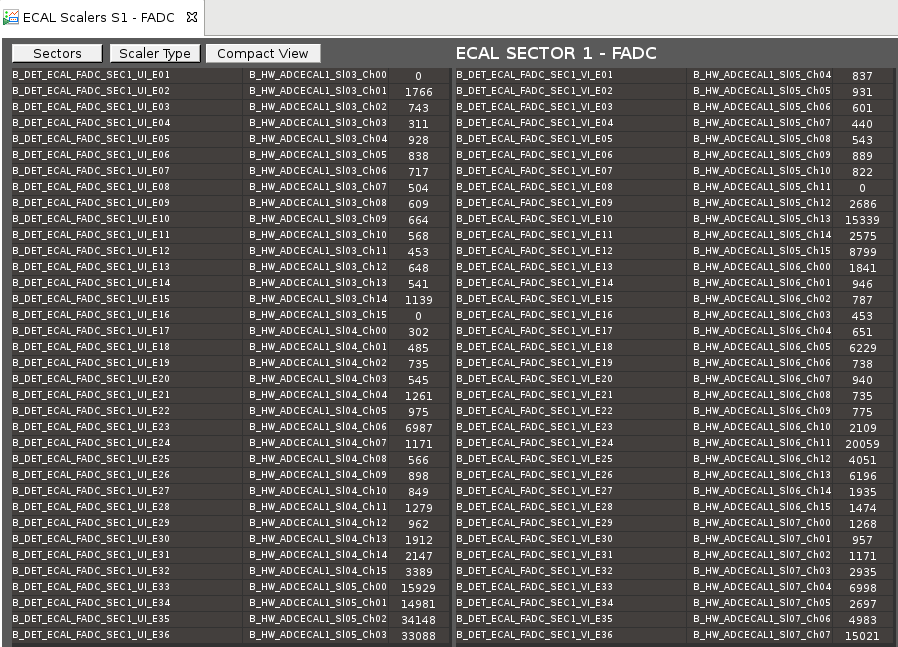 ECAL Scalers S1 - FADC
Sectors Scaler Type Compact View ECAL SECTOR 1 - FADC
B_DET_ECAL_FADC_SEC1_UI_E01 B_HW_ADCECAL1_Sl03_Ch00 0 B_DET_ECAL_FADC_SEC1_VI_E01 B_HW_ADCECAL1_Sl05_Ch04 837
B_DET_ECAL_FADC_SEC1_UI_E02 B_HW_ADCECAL1_Sl03_Ch01 1766 B_DET_ECAL_FADC_SEC1_VI_E02 B_HW_ADCECAL1_Sl05_Ch05 931
B_DET_ECAL_FADC_SEC1_UI_E03 B_HW_ADCECAL1_Sl03_Ch02 743 B_DET_ECAL_FADC_SEC1_VI_E03 B_HW_ADCECAL1_Sl05_Ch06 601
B_DET_ECAL_FADC_SEC1_UI_E04 B_HW_ADCECAL1_Sl03_Ch03 311 B_DET_ECAL_FADC_SEC1_VI_E04 B_HW_ADCECAL1_Sl05_Ch07 440
B_DET_ECAL_FADC_SEC1_UI_E05 B_HW_ADCECAL1_Sl03_Ch04 928 B_DET_ECAL_FADC_SEC1_VI_E05 B_HW_ADCECAL1_Sl05_Ch08 543
B_DET_ECAL_FADC_SEC1_UI_E06 B_HW_ADCECAL1_Sl03_Ch05 838 B_DET_ECAL_FADC_SEC1_VI_E06 B_HW_ADCECAL1_Sl05_Ch09 889
B_DET_ECAL_FADC_SEC1_UI_E07 B_HW_ADCECAL1_Sl03_Ch06 717 B_DET_ECAL_FADC_SEC1_VI_E07 B_HW_ADCECAL1_Sl05_Ch10 822
B_DET_ECAL_FADC_SEC1_UI_E08 B_HW_ADCECAL1_Sl03_Ch07 504 B_DET_ECAL_FADC_SEC1_VI_E08 B_HW_ADCECAL1_Sl05_Ch11 0
B_DET_ECAL_FADC_SEC1_UI_E09 B_HW_ADCECAL1_Sl03_Ch08 609 B_DET_ECAL_FADC_SEC1_VI_E09 B_HW_ADCECAL1_Sl05_Ch12 2686
B_DET_ECAL_FADC_SEC1_UI_E10 B_HW_ADCECAL1_Sl03_Ch09 664 B_DET_ECAL_FADC_SEC1_VI_E10 B_HW_ADCECAL1_Sl05_Ch13 15339
B_DET_ECAL_FADC_SEC1_UI_E11 B_HW_ADCECAL1_Sl03_Ch10 568 B_DET_ECAL_FADC_SEC1_VI_E11 B_HW_ADCECAL1_Sl05_Ch14 2575
B_DET_ECAL_FADC_SEC1_UI_E12 B_HW_ADCECAL1_Sl03_Ch11 453 B_DET_ECAL_FADC_SEC1_VI_E12 B_HW_ADCECAL1_Sl05_Ch15 8799
B_DET_ECAL_FADC_SEC1_UI_E13 B_HW_ADCECAL1_Sl03_Ch12 648 B_DET_ECAL_FADC_SEC1_VI_E13 B_HW_ADCECAL1_Sl06_Ch00 1841
B_DET_ECAL_FADC_SEC1_UI_E14 B_HW_ADCECAL1_Sl03_Ch13 541 B_DET_ECAL_FADC_SEC1_VI_E14 B_HW_ADCECAL1_Sl06_Ch01 946
B_DET_ECAL_FADC_SEC1_UI_E15 B_HW_ADCECAL1_Sl03_Ch14 1139 B_DET_ECAL_FADC_SEC1_VI_E15 B_HW_ADCECAL1_Sl06_Ch02 787
B_DET_ECAL_FADC_SEC1_UI_E16 B_HW_ADCECAL1_Sl03_Ch15 0 B_DET_ECAL_FADC_SEC1_VI_E16 B_HW_ADCECAL1_Sl06_Ch03 453
B_DET_ECAL_FADC_SEC1_UI_E17 B_HW_ADCECAL1_Sl04_Ch00 302 B_DET_ECAL_FADC_SEC1_VI_E17 B_HW_ADCECAL1_Sl06_Ch04 651
B_DET_ECAL_FADC_SEC1_UI_E18 B_HW_ADCECAL1_Sl04_Ch01 485 B_DET_ECAL_FADC_SEC1_VI_E18 B_HW_ADCECAL1_Sl06_Ch05 6229
B_DET_ECAL_FADC_SEC1_UI_E19 B_HW_ADCECAL1_Sl04_Ch02 735 B_DET_ECAL_FADC_SEC1_VI_E19 B_HW_ADCECAL1_Sl06_Ch06 738
B_DET_ECAL_FADC_SEC1_UI_E20 B_HW_ADCECAL1_Sl04_Ch03 545 B_DET_ECAL_FADC_SEC1_VI_E20 B_HW_ADCECAL1_Sl06_Ch07 940
B_DET_ECAL_FADC_SEC1_UI_E21 B_HW_ADCECAL1_Sl04_Ch04 1261 B_DET_ECAL_FADC_SEC1_VI_E21 B_HW_ADCECAL1_Sl06_Ch08 735
B_DET_ECAL_FADC_SEC1_UI_E22 B_HW_ADCECAL1_Sl04_Ch05 975 B_DET_ECAL_FADC_SEC1_VI_E22 B_HW_ADCECAL1_Sl06_Ch09 775
B_DET_ECAL_FADC_SEC1_UI_E23 B_HW_ADCECAL1_Sl04_Ch06 6987 B_DET_ECAL_FADC_SEC1_VI_E23 B_HW_ADCECAL1_Sl06_Ch10 2109
B_DET_ECAL_FADC_SEC1_UI_E24 B_HW_ADCECAL1_Sl04_Ch07 1171 B_DET_ECAL_FADC_SEC1_VI_E24 B_HW_ADCECAL1_Sl06_Ch11 20059
B_DET_ECAL_FADC_SEC1_UI_E25 B_HW_ADCECAL1_Sl04_Ch08 566 B_DET_ECAL_FADC_SEC1_VI_E25 B_HW_ADCECAL1_Sl06_Ch12 4051
B_DET_ECAL_FADC_SEC1_UI_E26 B_HW_ADCECAL1_Sl04_Ch09 898 B_DET_ECAL_FADC_SEC1_VI_E26 B_HW_ADCECAL1_Sl06_Ch13 6196
B_DET_ECAL_FADC_SEC1_UI_E27 B_HW_ADCECAL1_Sl04_Ch10 849 B_DET_ECAL_FADC_SEC1_VI_E27 B_HW_ADCECAL1_Sl06_Ch14 1935
B_DET_ECAL_FADC_SEC1_UI_E28 B_HW_ADCECAL1_Sl04_Ch11 1279 B_DET_ECAL_FADC_SEC1_VI_E28 B_HW_ADCECAL1_Sl06_Ch15 1474
B_DET_ECAL_FADC_SEC1_UI_E29 B_HW_ADCECAL1_Sl04_Ch12 962 B_DET_ECAL_FADC_SEC1_VI_E29 B_HW_ADCECAL1_Sl07_Ch00 1268
B_DET_ECAL_FADC_SEC1_UI_E30 B_HW_ADCECAL1_Sl04_Ch13 1912 B_DET_ECAL_FADC_SEC1_VI_E30 B_HW_ADCECAL1_Sl07_Ch01 957
B_DET_ECAL_FADC_SEC1_UI_E31 B_HW_ADCECAL1_Sl04_Ch14 2147 B_DET_ECAL_FADC_SEC1_VI_E31 B_HW_ADCECAL1_Sl07_Ch02 1171
B_DET_ECAL_FADC_SEC1_UI_E32 B_HW_ADCECAL1_Sl04_Ch15 3389 B_DET_ECAL_FADC_SEC1_VI_E32 B_HW_ADCECAL1_Sl07_Ch03 2935
B_DET_ECAL_FADC_SEC1_UI_E33 B_HW_ADCECAL1_Sl05_Ch00 15929 B_DET_ECAL_FADC_SEC1_VI_E33 B_HW_ADCECAL1_Sl07_Ch04 6998
B_DET_ECAL_FADC_SEC1_UI_E34 B_HW_ADCECAL1_Sl05_Ch01 14981 B_DET_ECAL_FADC_SEC1_VI_E34 B_HW_ADCECAL1_Sl07_Ch05 2697
B_DET_ECAL_FADC_SEC1_UI_E35 B_HW_ADCECAL1_Sl05_Ch02 34148 B_DET_ECAL_FADC_SEC1_VI_E35 B_HW_ADCECAL1_Sl07_Ch06 4983
B_DET_ECAL_FADC_SEC1_UI_E36 B_HW_ADCECAL1_Sl05_Ch03 33088 B_DET_ECAL_FADC_SEC1_VI_E36 B_HW_ADCECAL1_Sl07_Ch07 15021